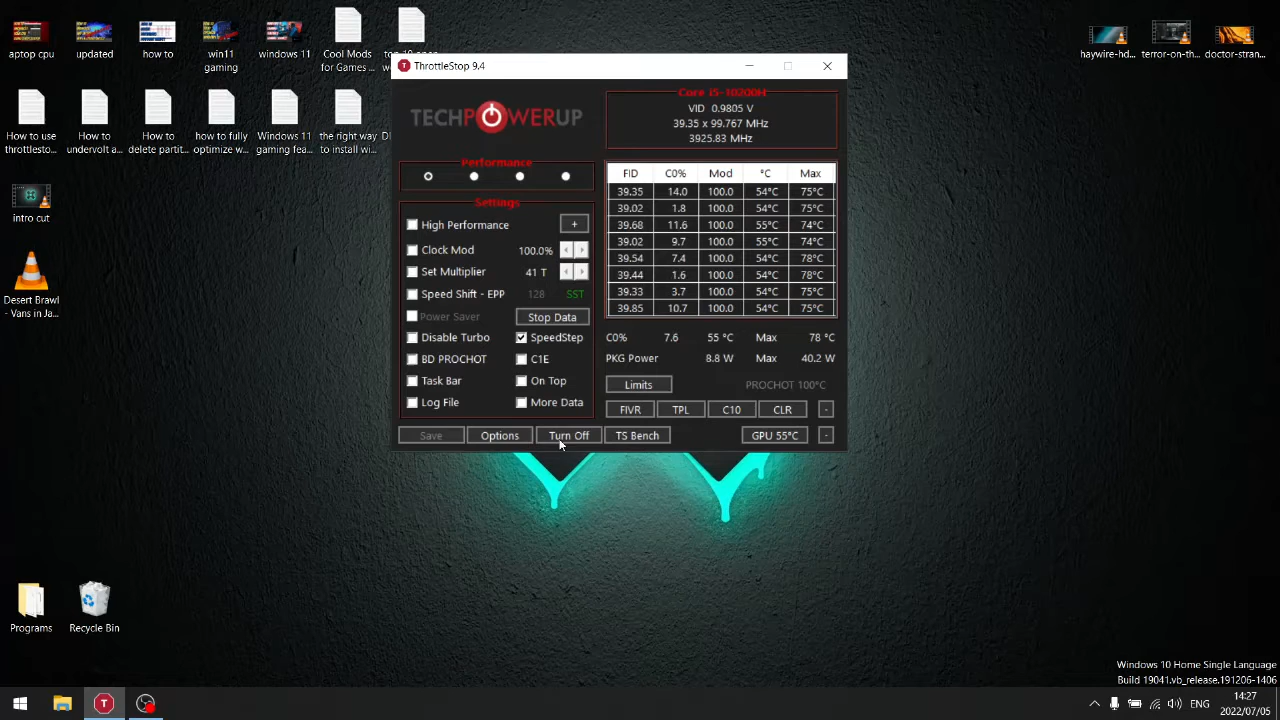 laptop cpu
updated
how to
win11
gaming
windows 11
Cool Mod
for Games ...
top 10
handre-hd...
terror-on-t...
doctor-stran...
How to use
throttlesto...
How to
undervolt a...
How to
delete partit...
how to fully
optimize w...
Windows 11
gaming fea...
the right way
to install wi...
intro cut
Desert Brawl
- Vans in Ja...
Programs
Recycle Bin
ThrottleStop 9.4
TECHPOWERUP
Core i5-10200H
VID 0.9805 V
39.35 x 99.767 MHz
3925.83 MHz
Performance
Settings
High Performance +
Clock Mod 100.0%
Set Multiplier 41 T
Speed Shift - EPP 128 SST
Power Saver Stop Data
Disable Turbo SpeedStep
BD PROCHOT C1E
Task Bar On Top
Log File More Data
FID C0% Mod °C Max
39.35 14.0 100.0 54°C 75°C
39.02 1.8 100.0 54°C 75°C
39.68 11.6 100.0 55°C 74°C
39.02 9.7 100.0 55°C 74°C
39.54 7.4 100.0 54°C 78°C
39.44 1.6 100.0 54°C 78°C
39.33 3.7 100.0 54°C 75°C
39.85 10.7 100.0 54°C 75°C
C0% 7.6 55 °C Max 78 °C
PKG Power 8.8 W Max 40.2 W
Limits PROCHOT 100°C
FIVR TPL C10 CLR -
Save Options Turn Off TS Bench GPU 55°C -
Windows 10 Home Single Language
Build 19041.vb_release.191206-1406
ENG
14:27
2022/07/05